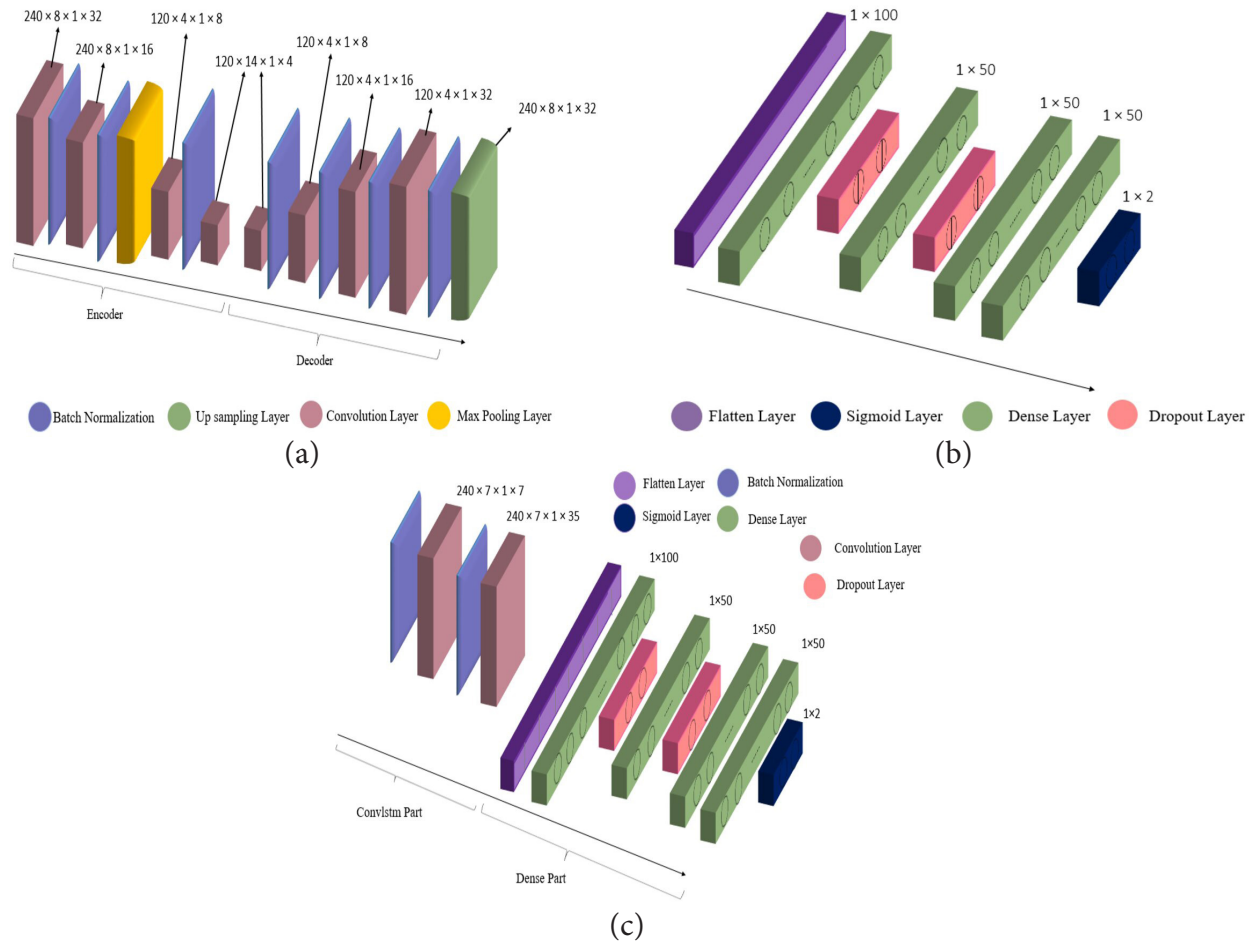 240 × 8 × 1 × 32
240 × 8 × 1 × 16
120 × 4 × 1 × 8
120 × 14 × 1 × 4
120 × 4 × 1 × 8
120 × 4 × 1 × 16
120 × 4 × 1 × 32
240 × 8 × 1 × 32
Encoder
Decoder
Batch Normalization
Up sampling Layer
Convolution Layer
Max Pooling Layer
(a)
1 × 100
1 × 50
1 × 50
1 × 50
1 × 2
Flatten Layer
Sigmoid Layer
Dense Layer
Dropout Layer
(b)
240 × 7 × 1 × 7
240 × 7 × 1 × 35
Flatten Layer
Batch Normalization
Sigmoid Layer
Dense Layer
Convolution Layer
Dropout Layer
1×100
1×50
1×50
1×50
1×2
Convlstm Part
Dense Part
(c)